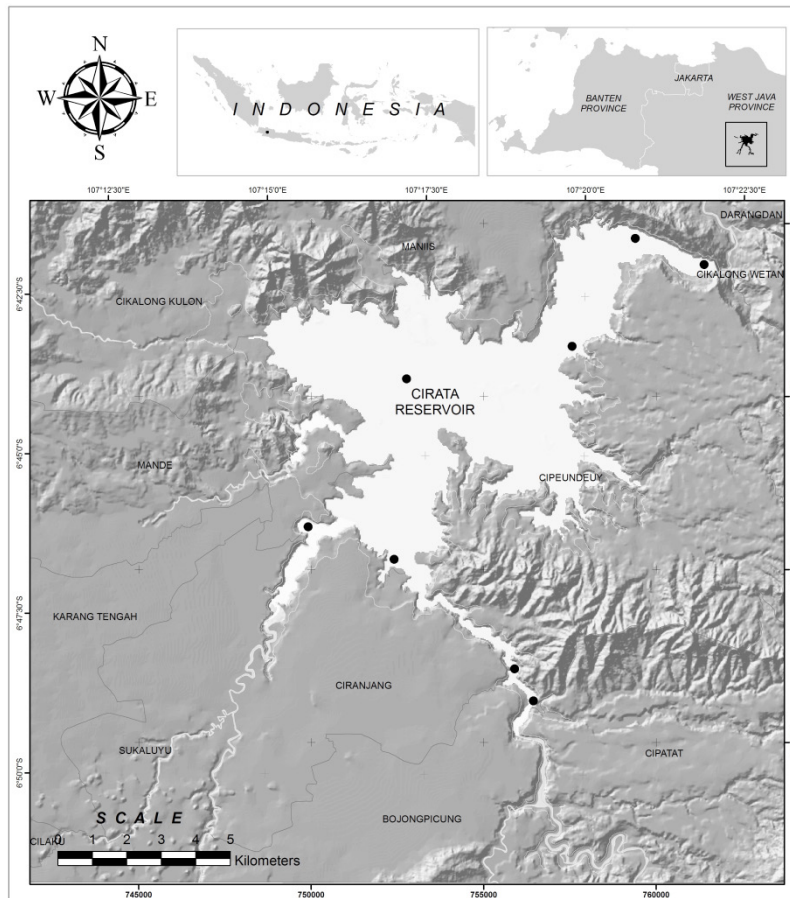 N
W
E
S
I N D O N E S I A
JAKARTA
BANTEN
PROVINCE
WEST JAVA
PROVINCE
107°12'30"E
107°15'0"E
107°17'30"E
107°20'0"E
107°22'30"E
DARANGDAN
MANIIS
CIKALONG WETAN
6°42'30"S
CIKALONG KULON
CIRATA
RESERVOIR
6°45'0"S
MANDE
CIPEUNDEUY
6°47'30"S
KARANG TENGAH
CIRANJANG
SUKALUYU
CIPATAT
6°50'0"S
S C A L E
BOJONGPICUNG
CILAKU
0 1 2 3 4 5
Kilometers
745000
750000
755000
760000